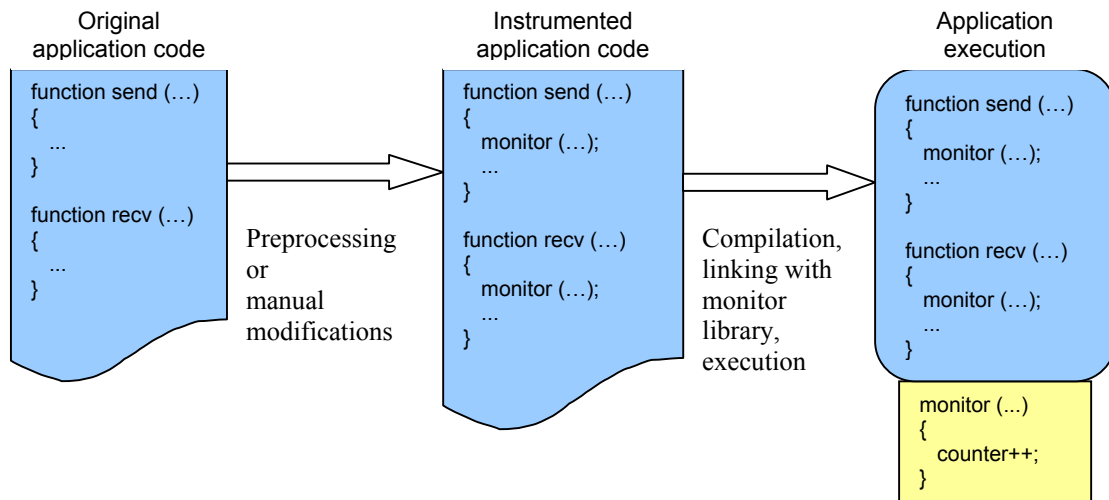 Original
application code
function send (…)
{
...
}
function recv (…)
{
...
}
Preprocessing
or
manual
modifications
Instrumented
application code
function send (…)
{
monitor (…);
...
}
function recv (…)
{
monitor (…);
...
}
Compilation,
linking with
monitor
library,
execution
Application
execution
function send (…)
{
monitor (…);
...
}
function recv (…)
{
monitor (…);
...
}
monitor (...)
{
counter++;
}